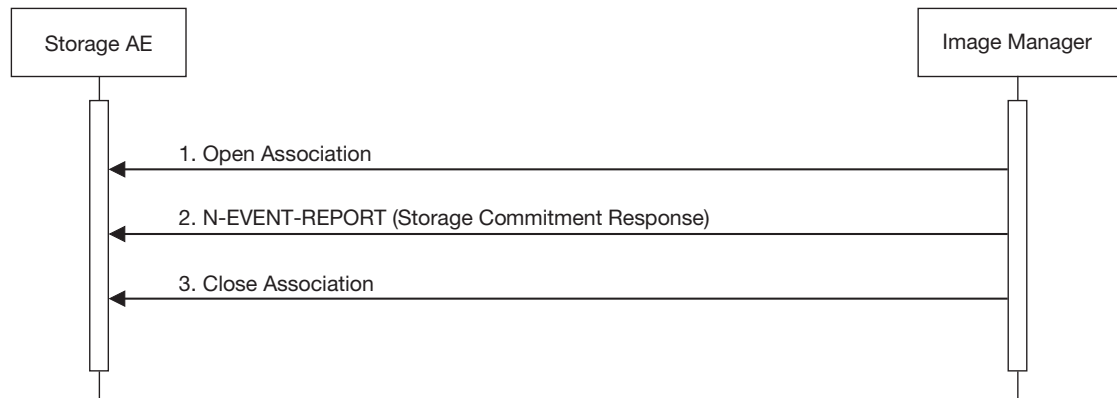 Storage AE
Image Manager
1. Open Association
2. N-EVENT-REPORT (Storage Commitment Response)
3. Close Association